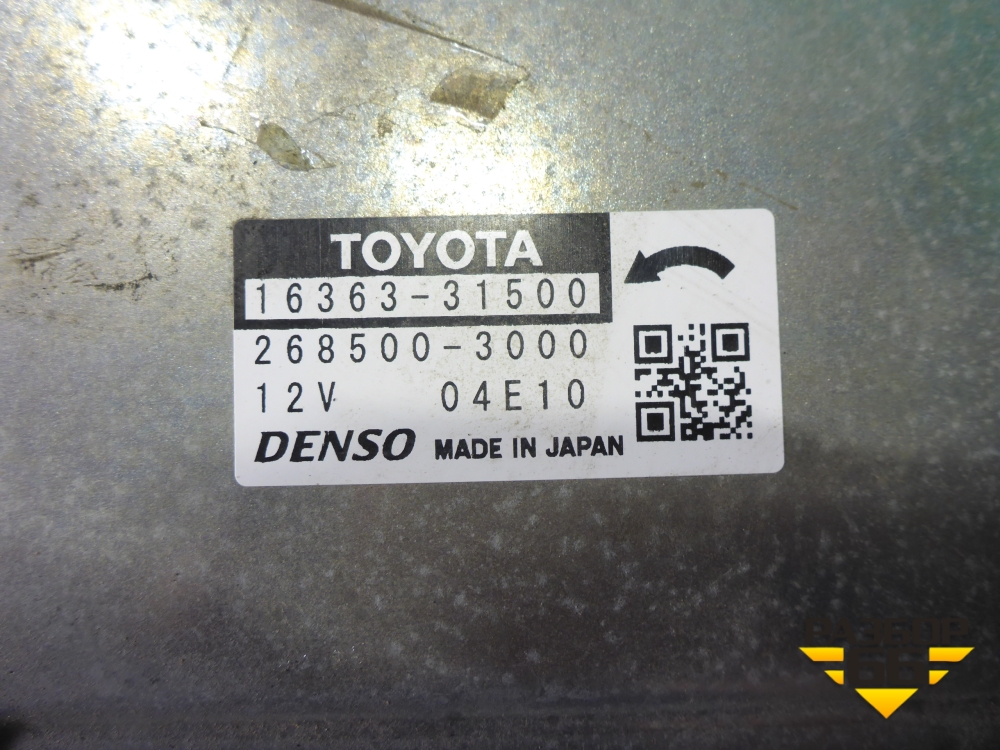 TOYOTA
16363-31500
268500-3000
12V 04E10
DENSO MADE IN JAPAN